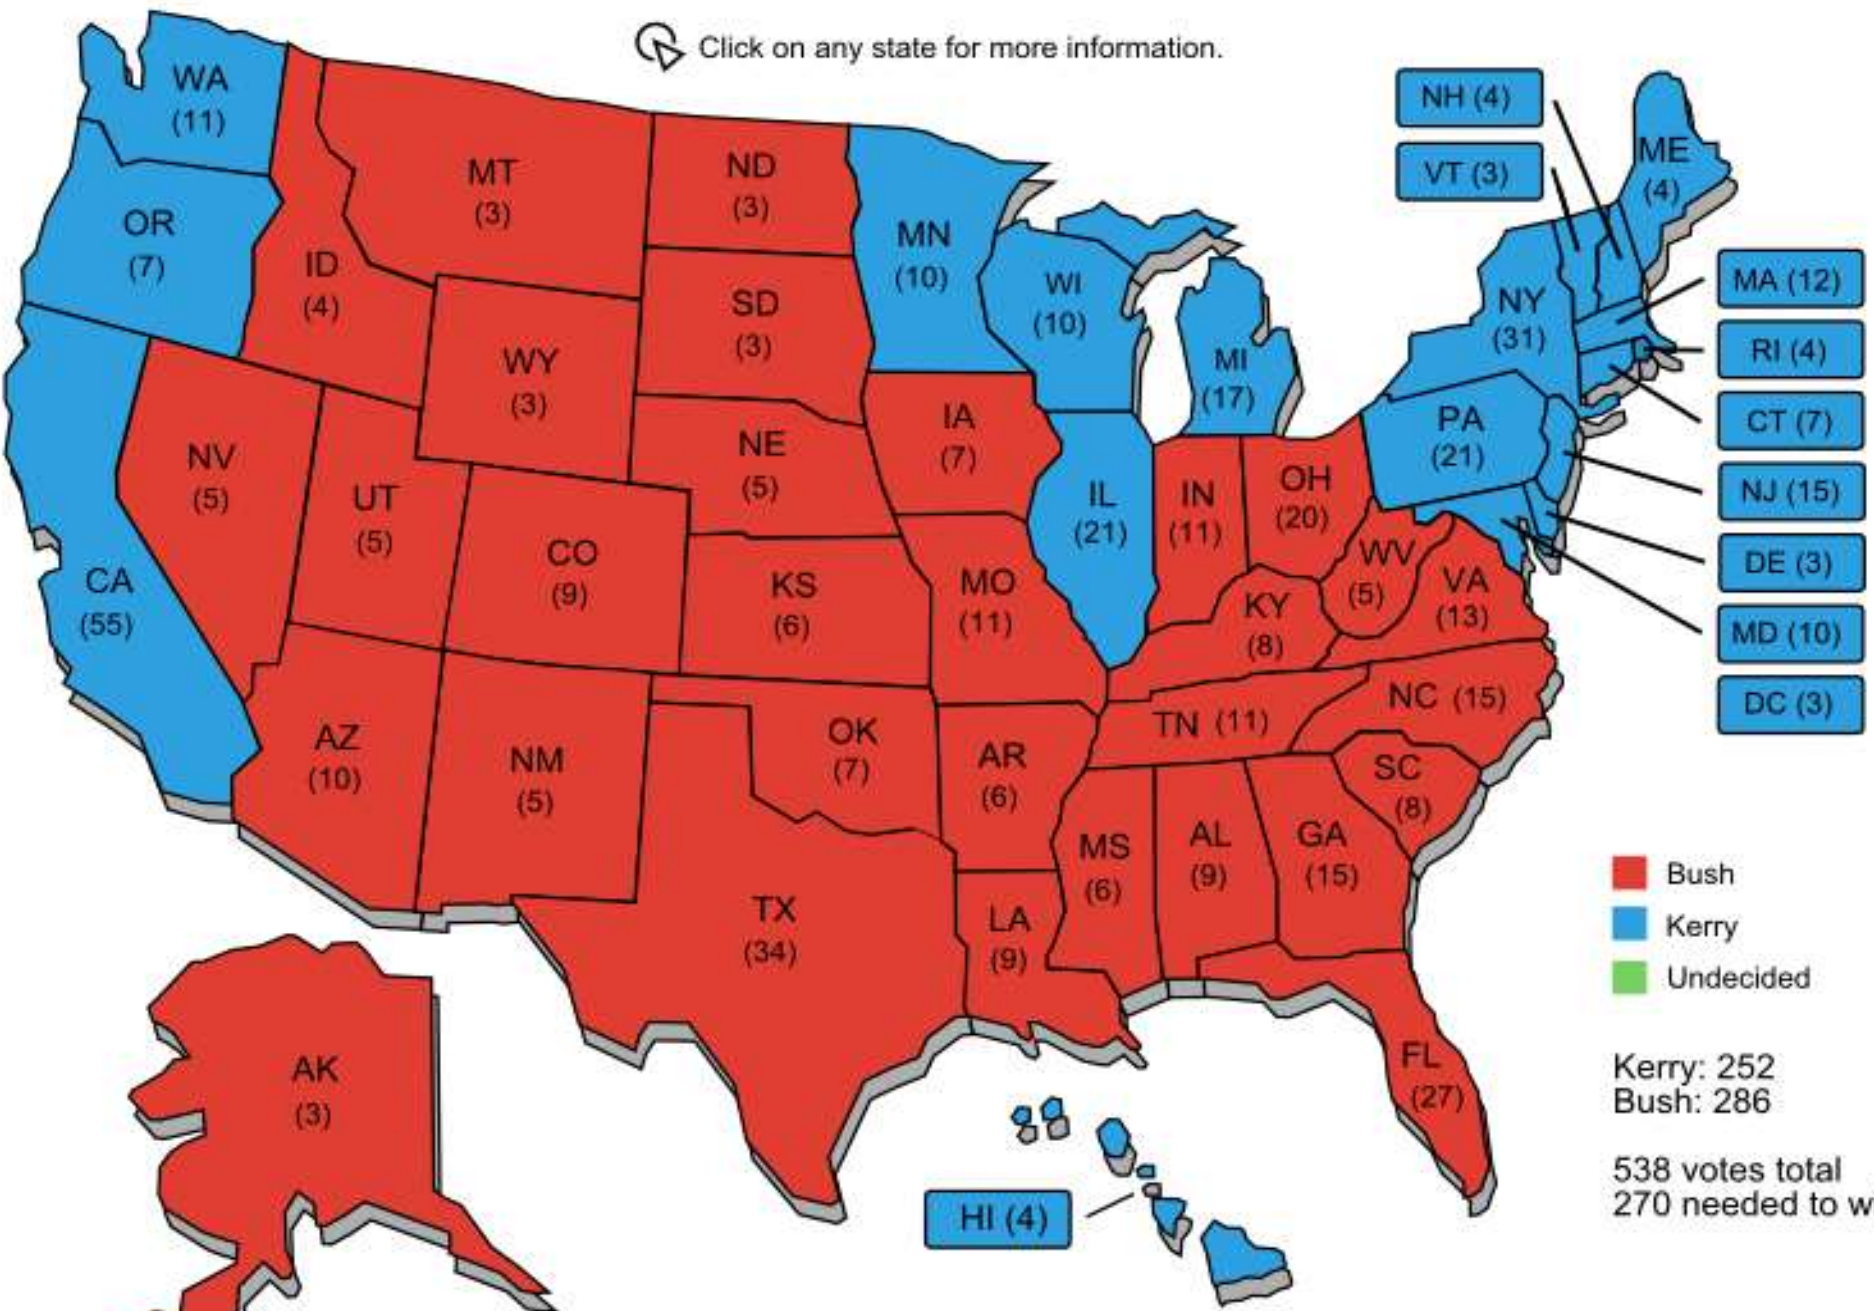 Click on any state for more information.
WA
(11)
OR
(7)
CA
(55)
ID
(4)
NV
(5)
MT
(3)
WY
(3)
UT
(5)
AZ
(10)
CO
(9)
NM
(5)
ND
(3)
SD
(3)
NE
(5)
KS
(6)
OK
(7)
TX
(34)
MN
(10)
IA
(7)
MO
(11)
AR
(6)
LA
(9)
WI
(10)
IL
(21)
MI
(17)
IN
(11)
OH
(20)
KY
(8)
TN (11)
MS
(6)
AL
(9)
GA
(15)
FL
(27)
SC
(8)
NC (15)
VA
(13)
WV
(5)
PA
(21)
NY
(31)
ME
(4)
NH (4)
VT (3)
MA (12)
RI (4)
CT (7)
NJ (15)
DE (3)
MD (10)
DC (3)
AK
(3)
HI (4)
Bush
Kerry
Undecided
Kerry: 252
Bush: 286
538 votes total
270 needed to w